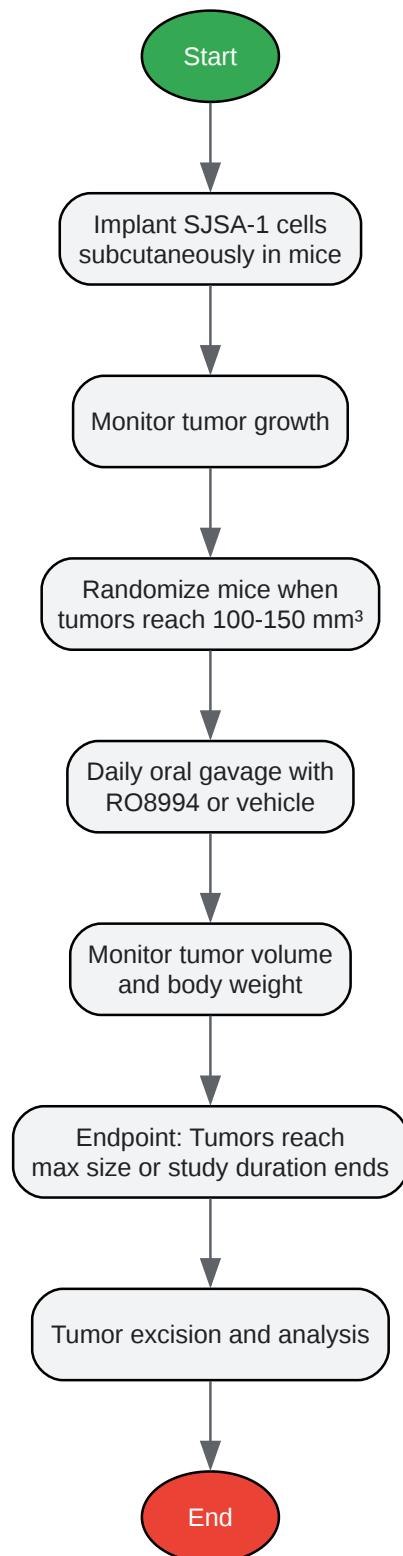 Start
Implant SJSA-1 cells
subcutaneously in mice
Monitor tumor growth
Randomize mice when
tumors reach 100-150 mm³
Daily oral gavage with
RO8994 or vehicle
Monitor tumor volume
and body weight
Endpoint: Tumors reach
max size or study duration ends
Tumor excision and analysis
End